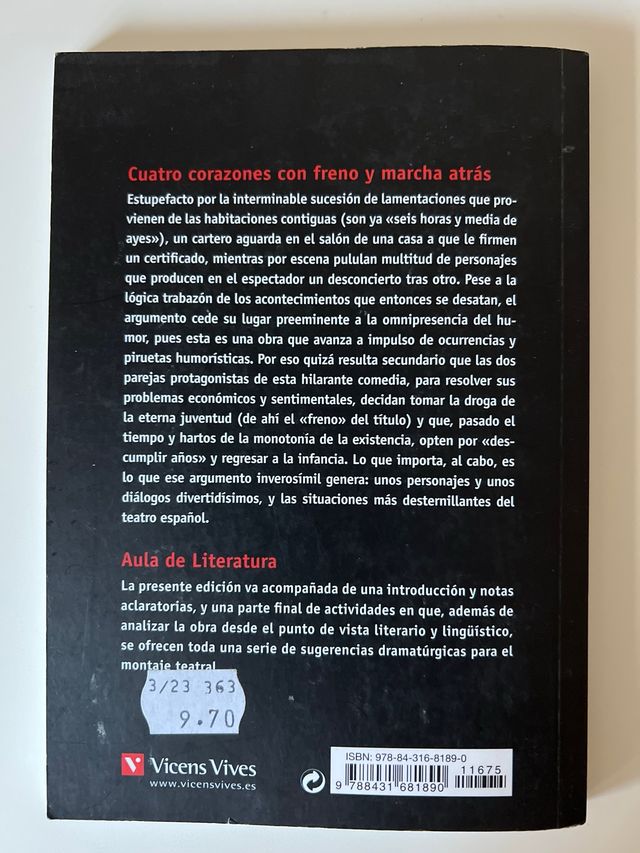 Cuatro corazones con freno y marcha atrás
Estupefacto por la interminable sucesión de lamentaciones que pro-
vienen de las habitaciones contiguas (son ya «seis horas y media de
ayes»), un cartero aguarda en el salón de una casa a que le firmen
un certificado, mientras por escena pululan multitud de personajes
que producen en el espectador un desconcierto tras otro. Pese a la
lógica trabazón de los acontecimientos que entonces se desatan, el
argumento cede su lugar preeminente a la omnipresencia del hu-
mor, pues esta es una obra que avanza a impulso de ocurrencias y
piruetas humorísticas. Por eso quizá resulta secundario que las dos
parejas protagonistas de esta hilarante comedia, para resolver sus
problemas económicos y sentimentales, decidan tomar la droga de
la eterna juventud (de ahí el «freno» del título) y que, pasado el
tiempo y hartos de la monotonía de la existencia, opten por «des-
cumplir años» y regresar a la infancia. Lo que importa, al cabo, es
lo que ese argumento inverosímil genera: unos personajes y unos
diálogos divertidísimos, y las situaciones más desternillantes del
teatro español.
Aula de Literatura
La presente edición va acompañada de una introducción y notas
aclaratorias, y una parte final de actividades en que, además de
analizar la obra desde el punto de vista literario y lingüístico,
se ofrecen toda una serie de sugerencias dramatúrgicas para el
montaje teatral
3/23 363
9.70
Vicens Vives
www.vicensvives.es
ISBN: 978-84-316-8189-0
11675
9 788431 681890